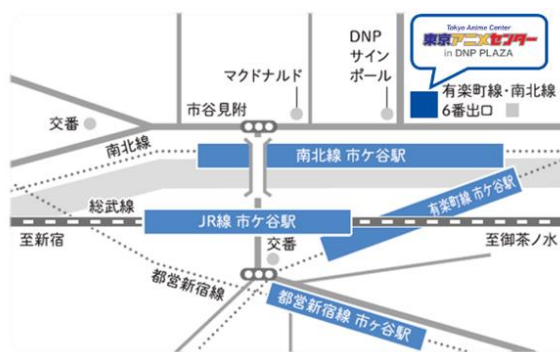 Tokyo Anime Center
東京アニメセンター
in DNP PLAZA
DNP
サイン
ポール
マクドナルド
有楽町線・南北線
6番出口
市谷見附
交番
南北線
南北線 市ケ谷駅
有楽町線 市ケ谷駅
総武線
JR線 市ケ谷駅
至新宿
交番
至御茶ノ水
都営新宿線
都営新宿線 市ケ谷駅